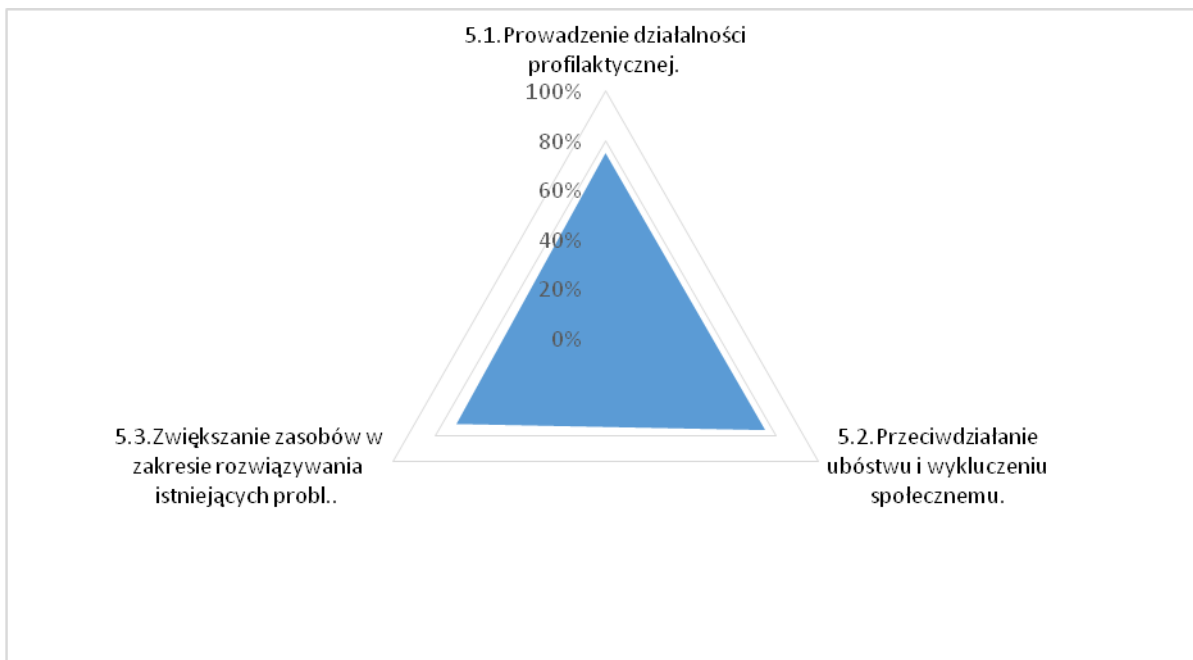 5.1.Prowadzenie działalności
profilaktycznej.
100%
80%
60%
40%
20%
0%
5.3.Zwiększanie zasobów w
zakresie rozwiązywania
istniejących probl..
5.2.Przeciwdziałanie
ubóstwu i wykluczeniu
społecznemu.